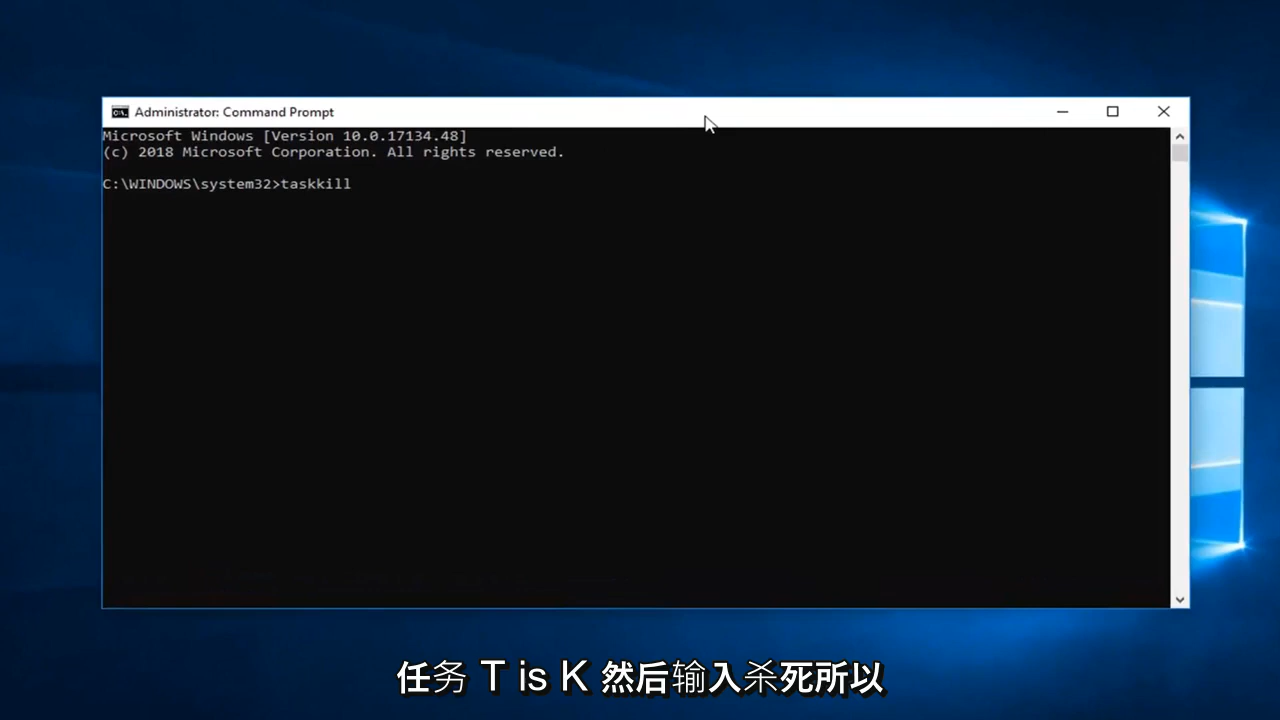 Administrator: Command Prompt
Microsoft Windows [Version 10.0.17134.48]
(c) 2018 Microsoft Corporation. All rights reserved.
C:\WINDOWS\system32>taskkill
任务 T is K 然后输入杀死所以